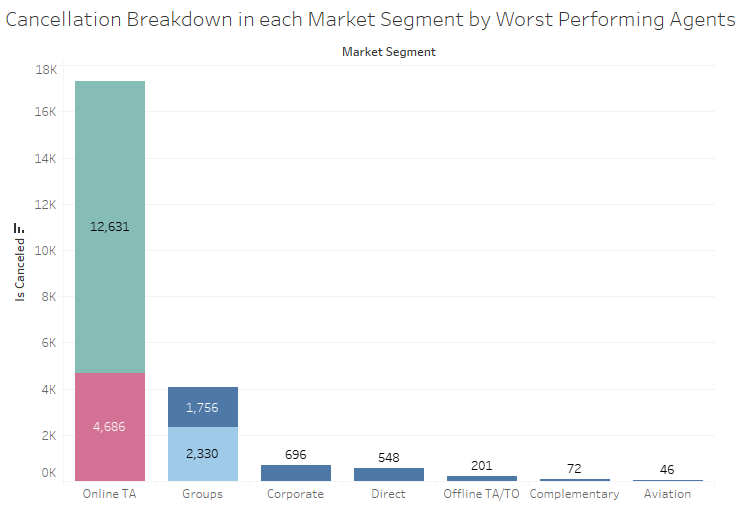 Cancellation Breakdown in each Market Segment by Worst Performing Agents
Market Segment
18K
16K
14K
12K
10K
8K
6K
4K
2K
0K
Is Canceled
12,631
4,686
1,756
2,330
696
548
201
72
46
Online TA
Groups
Corporate
Direct
Offline TA/TO
Complementary
Aviation